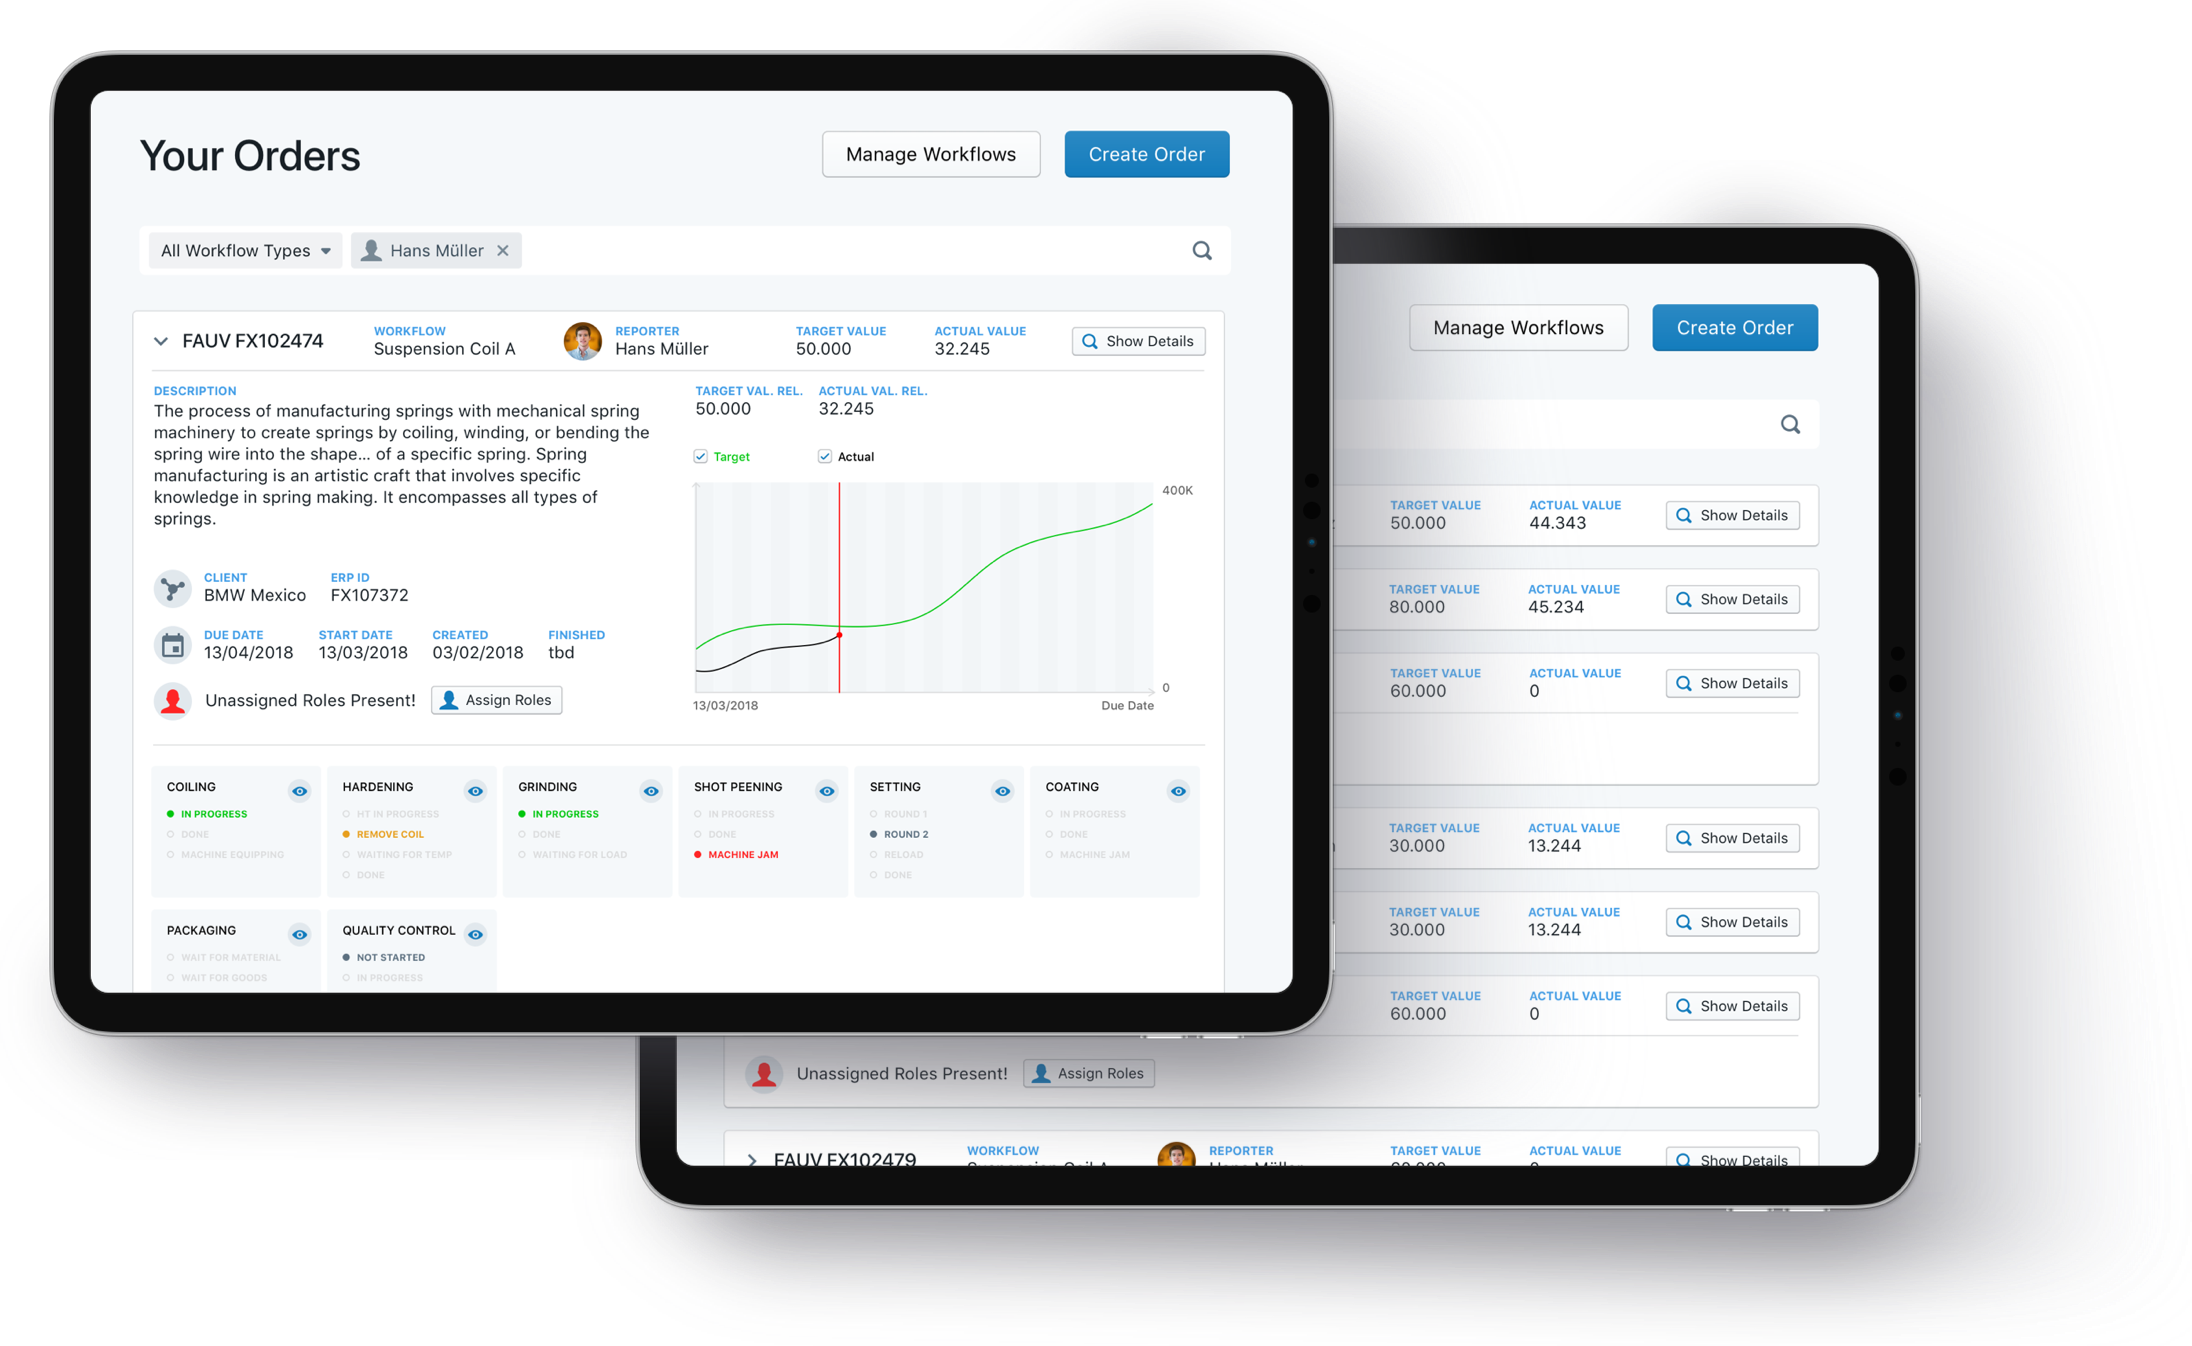 Your Orders
Manage Workflows
Create Order
All Workflow Types
Hans Müller
FAUV FX102474
WORKFLOW
Suspension Coil A
REPORTER
Hans Müller
TARGET VALUE
50.000
ACTUAL VALUE
32.245
Show Details
DESCRIPTION
The process of manufacturing springs with mechanical spring
machinery to create springs by coiling, winding, or bending the
spring wire into the shape... of a specific spring. Spring
manufacturing is an artistic craft that involves specific
knowledge in spring making. It encompasses all types of
springs.
TARGET VAL. REL.
50.000
ACTUAL VAL. REL.
32.245
Target
Actual
400K
0
13/03/2018
Due Date
CLIENT
BMW Mexico
ERP ID
FX107372
DUE DATE
13/04/2018
START DATE
13/03/2018
CREATED
03/02/2018
FINISHED
tbd
Unassigned Roles Present!
Assign Roles
COILING
IN PROGRESS
DONE
MACHINE EQUIPPING
HARDENING
HT IN PROGRESS
REMOVE COIL
WAITING FOR TEMP
DONE
GRINDING
IN PROGRESS
DONE
WAITING FOR LOAD
SHOT PEENING
IN PROGRESS
DONE
MACHINE JAM
SETTING
ROUND 1
ROUND 2
RELOAD
DONE
COATING
IN PROGRESS
DONE
MACHINE JAM
PACKAGING
WAIT FOR MATERIAL
WAIT FOR GOODS
QUALITY CONTROL
NOT STARTED
IN PROGRESS
Manage Workflows
Create Order
TARGET VALUE
50.000
ACTUAL VALUE
44.343
Show Details
TARGET VALUE
80.000
ACTUAL VALUE
45.234
Show Details
TARGET VALUE
60.000
ACTUAL VALUE
0
Show Details
TARGET VALUE
30.000
ACTUAL VALUE
13.244
Show Details
TARGET VALUE
30.000
ACTUAL VALUE
13.244
Show Details
TARGET VALUE
60.000
ACTUAL VALUE
0
Show Details
Unassigned Roles Present!
Assign Roles
FAUV FX102479
WORKFLOW
Suspension Coil A
REPORTER
Hans Müller
TARGET VALUE
60.000
ACTUAL VALUE
0
Show Details